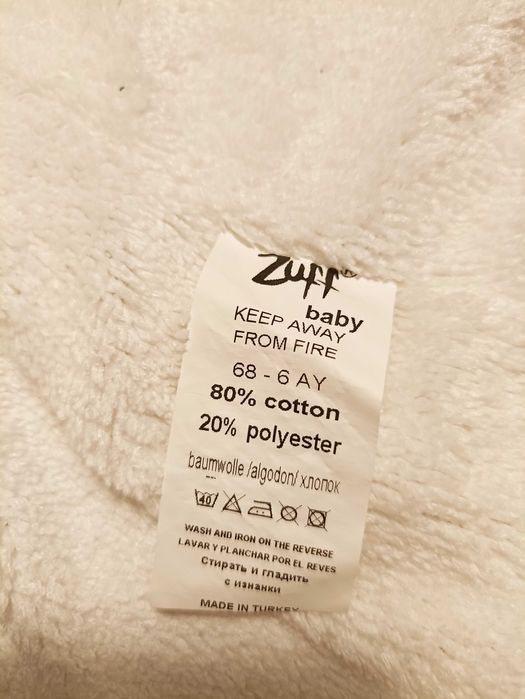 Zuff
baby
KEEP AWAY
FROM FIRE
68 - 6 AY
80% cotton
20% polyester
baumwolle /algodon/ хлопок
40
WASH AND IRON ON THE REVERSE
LAVAR Y PLANCHAR POR EL REVES
Стирать и гладить
с изнанки
MADE IN TURKEY